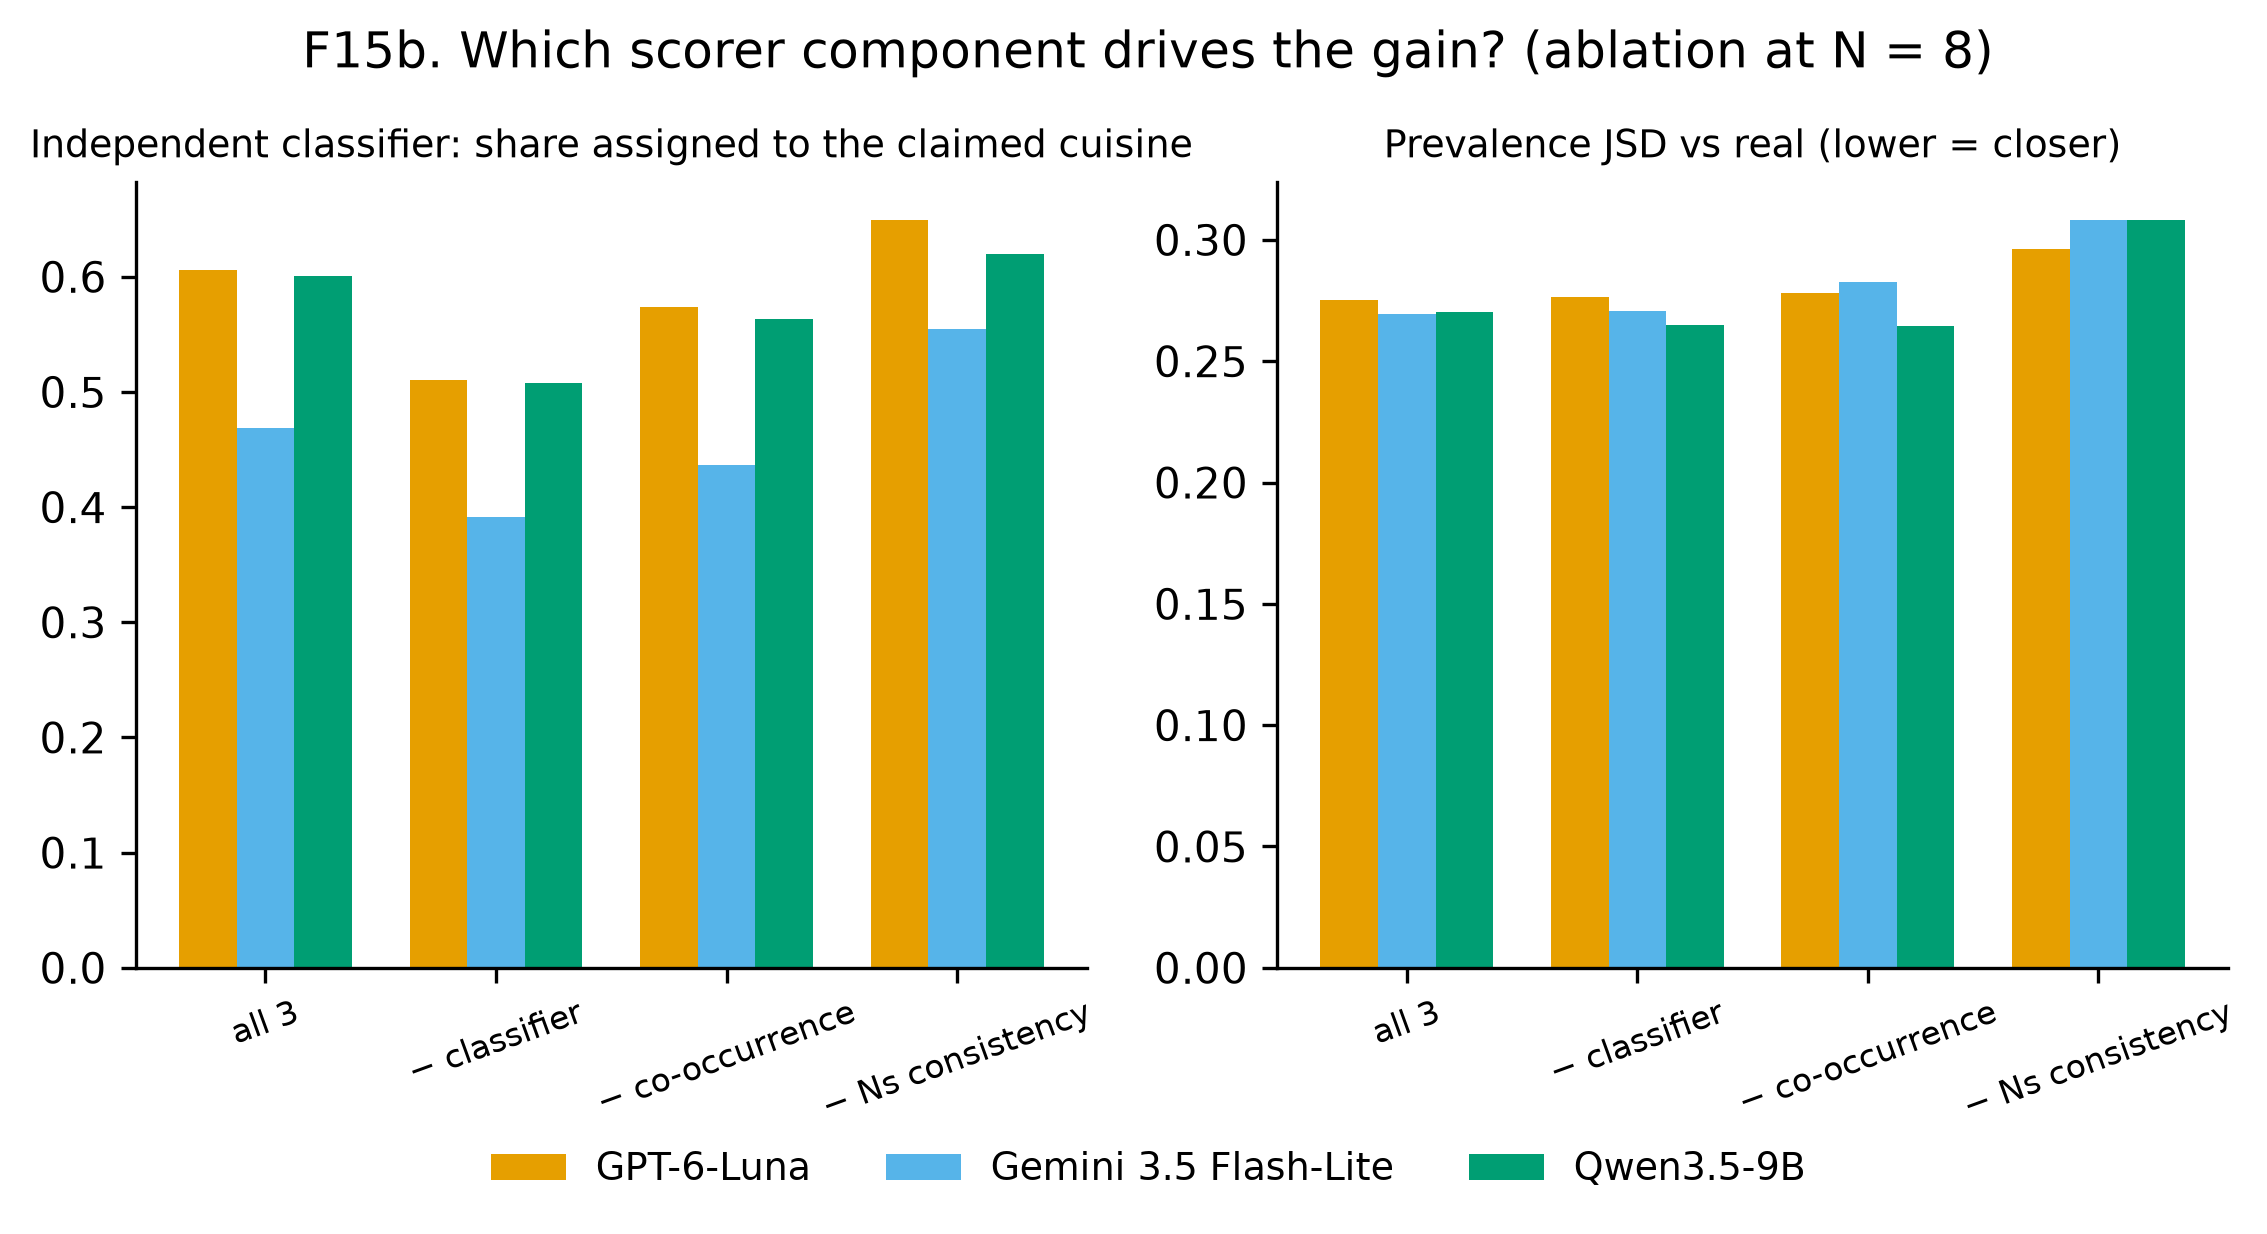 F15b. Which scorer component drives the gain? (ablation at N = 8)
Independent classifier: share assigned to the claimed cuisine
0.6
0.5
0.4
0.3
0.2
0.1
0.0
all 3
− classifier
− co-occurrence
− Ns consistency
Prevalence JSD vs real (lower = closer)
0.30
0.25
0.20
0.15
0.10
0.05
0.00
all 3
− classifier
− co-occurrence
− Ns consistency
GPT-6-Luna
Gemini 3.5 Flash-Lite
Qwen3.5-9B